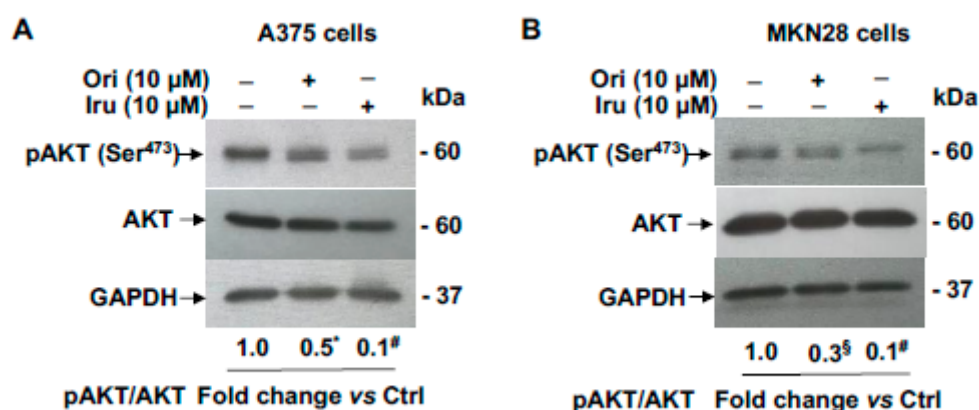 A
A375 cells
Ori (10 µM) – + –
Iru (10 µM) – – +
kDa
pAKT (Ser⁴⁷³) - 60
AKT - 60
GAPDH - 37
1.0 0.5* 0.1#
pAKT/AKT Fold change vs Ctrl
B
MKN28 cells
Ori (10 µM) – + –
Iru (10 µM) – – +
kDa
pAKT (Ser⁴⁷³) - 60
AKT - 60
GAPDH - 37
1.0 0.3§ 0.1#
pAKT/AKT Fold change vs Ctrl